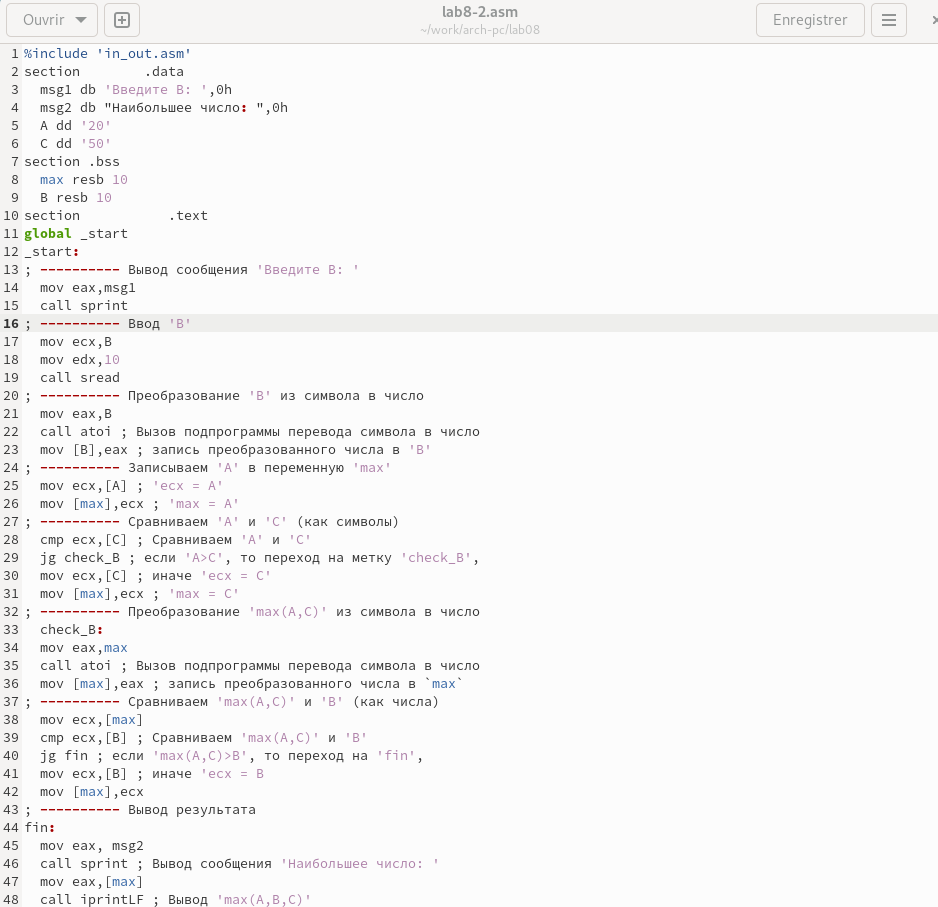 Ouvrir
lab8-2.asm
~/work/arch-pc/lab08
Enregistrer
1 %include 'in_out.asm'
2 section        .data
3   msg1 db 'Введите B: ',0h
4   msg2 db "Наибольшее число: ",0h
5   A dd '20'
6   C dd '50'
7 section .bss
8   max resb 10
9   B resb 10
10 section           .text
11 global _start
12 _start:
13 ; ---------- Вывод сообщения 'Введите B: '
14   mov eax,msg1
15   call sprint
16 ; ---------- Ввод 'B'
17   mov ecx,B
18   mov edx,10
19   call sread
20 ; ---------- Преобразование 'B' из символа в число
21   mov eax,B
22   call atoi ; Вызов подпрограммы перевода символа в число
23   mov [B],eax ; запись преобразованного числа в 'B'
24 ; ---------- Записываем 'A' в переменную 'max'
25   mov ecx,[A] ; 'ecx = A'
26   mov [max],ecx ; 'max = A'
27 ; ---------- Сравниваем 'A' и 'С' (как символы)
28   cmp ecx,[C] ; Сравниваем 'A' и 'С'
29   jg check_B ; если 'A>C', то переход на метку 'check_B',
30   mov ecx,[C] ; иначе 'ecx = C'
31   mov [max],ecx ; 'max = C'
32 ; ---------- Преобразование 'max(A,C)' из символа в число
33   check_B:
34   mov eax,max
35   call atoi ; Вызов подпрограммы перевода символа в число
36   mov [max],eax ; запись преобразованного числа в `max`
37 ; ---------- Сравниваем 'max(A,C)' и 'B' (как числа)
38   mov ecx,[max]
39   cmp ecx,[B] ; Сравниваем 'max(A,C)' и 'B'
40   jg fin ; если 'max(A,C)>B', то переход на 'fin',
41   mov ecx,[B] ; иначе 'ecx = B
42   mov [max],ecx
43 ; ---------- Вывод результата
44 fin:
45   mov eax, msg2
46   call sprint ; Вывод сообщения 'Наибольшее число: '
47   mov eax,[max]
48   call iprintLF ; Вывод 'max(A,B,C)'